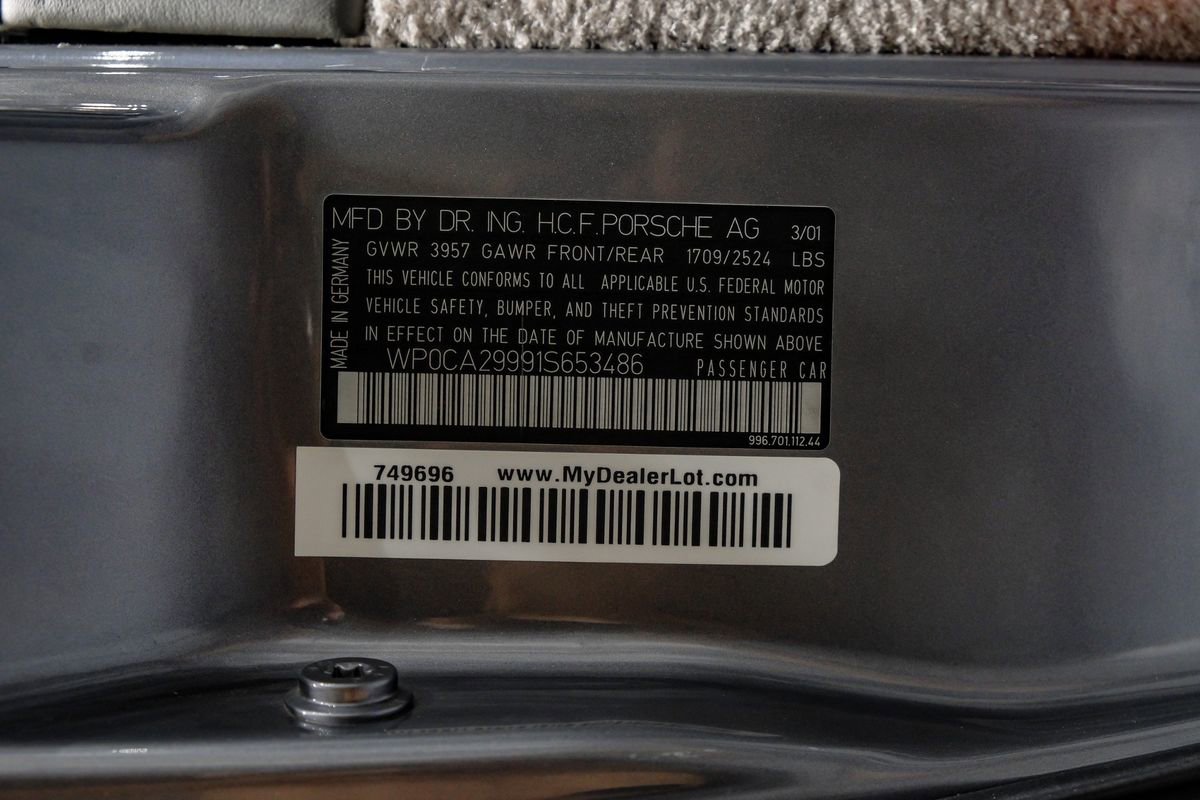 MFD BY DR. ING. H.C.F.PORSCHE AG 3/01
GVWR 3957 GAWR FRONT/REAR 1709/2524 LBS
THIS VEHICLE CONFORMS TO ALL APPLICABLE U.S. FEDERAL MOTOR
VEHICLE SAFETY, BUMPER, AND THEFT PREVENTION STANDARDS
IN EFFECT ON THE DATE OF MANUFACTURE SHOWN ABOVE
WP0CA29991S653486 PASSENGER CAR
MADE IN GERMANY
996.701.112.44
749696 www.MyDealerLot.com